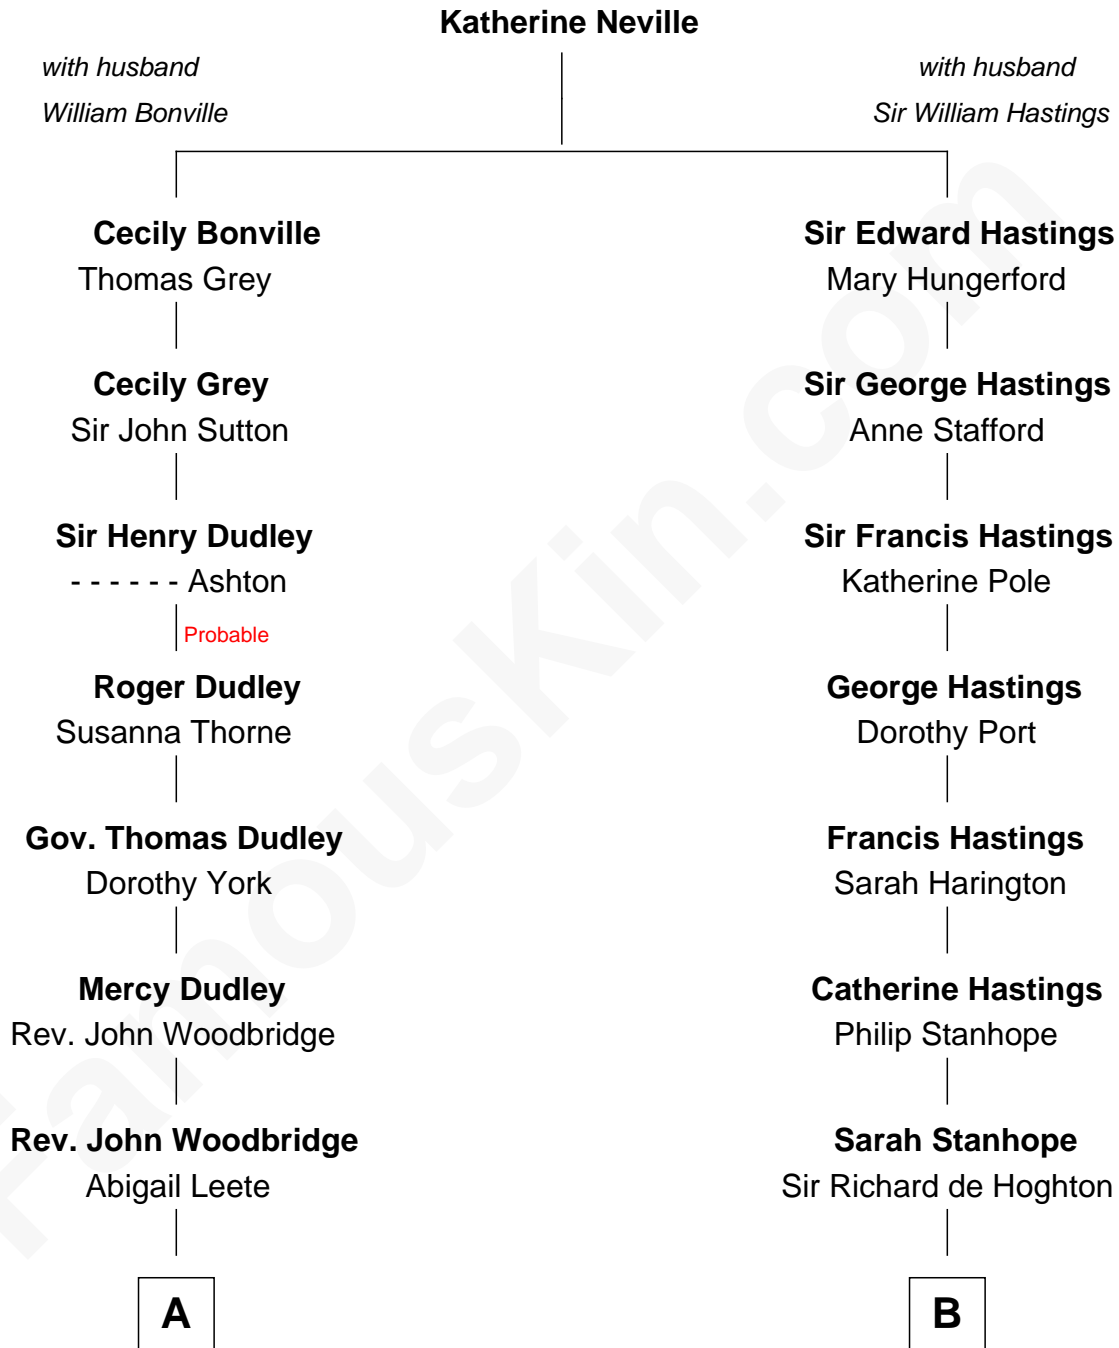 Katherine Neville
with husband
William Bonville
with husband
Sir William Hastings
Cecily Bonville
Thomas Grey
Sir Edward Hastings
Mary Hungerford
Cecily Grey
Sir John Sutton
Sir George Hastings
Anne Stafford
Sir Henry Dudley
- - - - - - Ashton
Sir Francis Hastings
Katherine Pole
Probable
Roger Dudley
Susanna Thorne
George Hastings
Dorothy Port
Gov. Thomas Dudley
Dorothy York
Francis Hastings
Sarah Harington
Mercy Dudley
Rev. John Woodbridge
Catherine Hastings
Philip Stanhope
Rev. John Woodbridge
Abigail Leete
Sarah Stanhope
Sir Richard de Hoghton
A
B
FamousKin.com